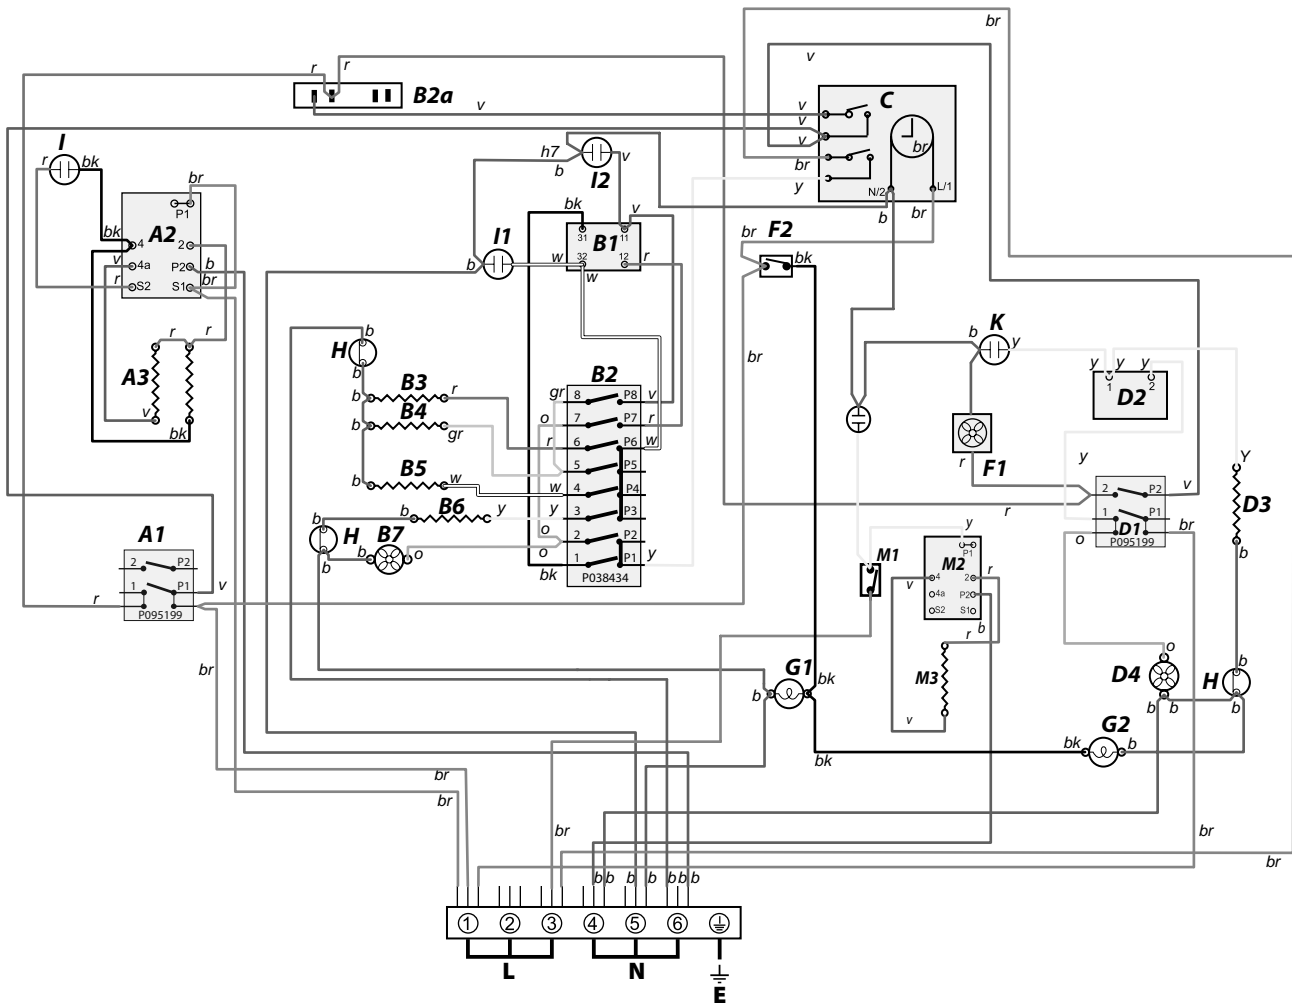 br
r
r
v
B2a
v
C
v
v
v
br
br
y
N/2
L/1
b
br
I
r
bk
br
P1
A2
bk
4
2
v
4a
P2
b
br
r
S2
S1
h7
b
I2
v
bk
v
31
11
B1
I1
w
32
12
r
b
w
br
F2
bk
r
r
A3
v
bk
b
H
b
B3
r
b
B4
b
gr
B5
b
w
B6
b
y
b
H
B7
b
b
o
B2
gr
8
P8
v
o
7
P7
r
r
6
P6
w
5
P5
w
4
P4
y
3
P3
o
2
P2
o
1
P1
y
bk
P038434
br
b
K
y
y
y
1
2
D2
F1
r
y
r
2
P2
v
1
P1
br
o
D1
P095199
Y
D3
b
A1
2
P2
1
P1
v
r
P095199
br
M1
y
P1
M2
v
4
2
r
4a
P2
S2
S1
b
r
M3
v
G1
b
bk
bk
o
D4
b
b
b
H
b
G2
bk
b
br
br
br
br
br
b
b
b
b
b
b
b
1
2
3
4
5
6
L
N
E